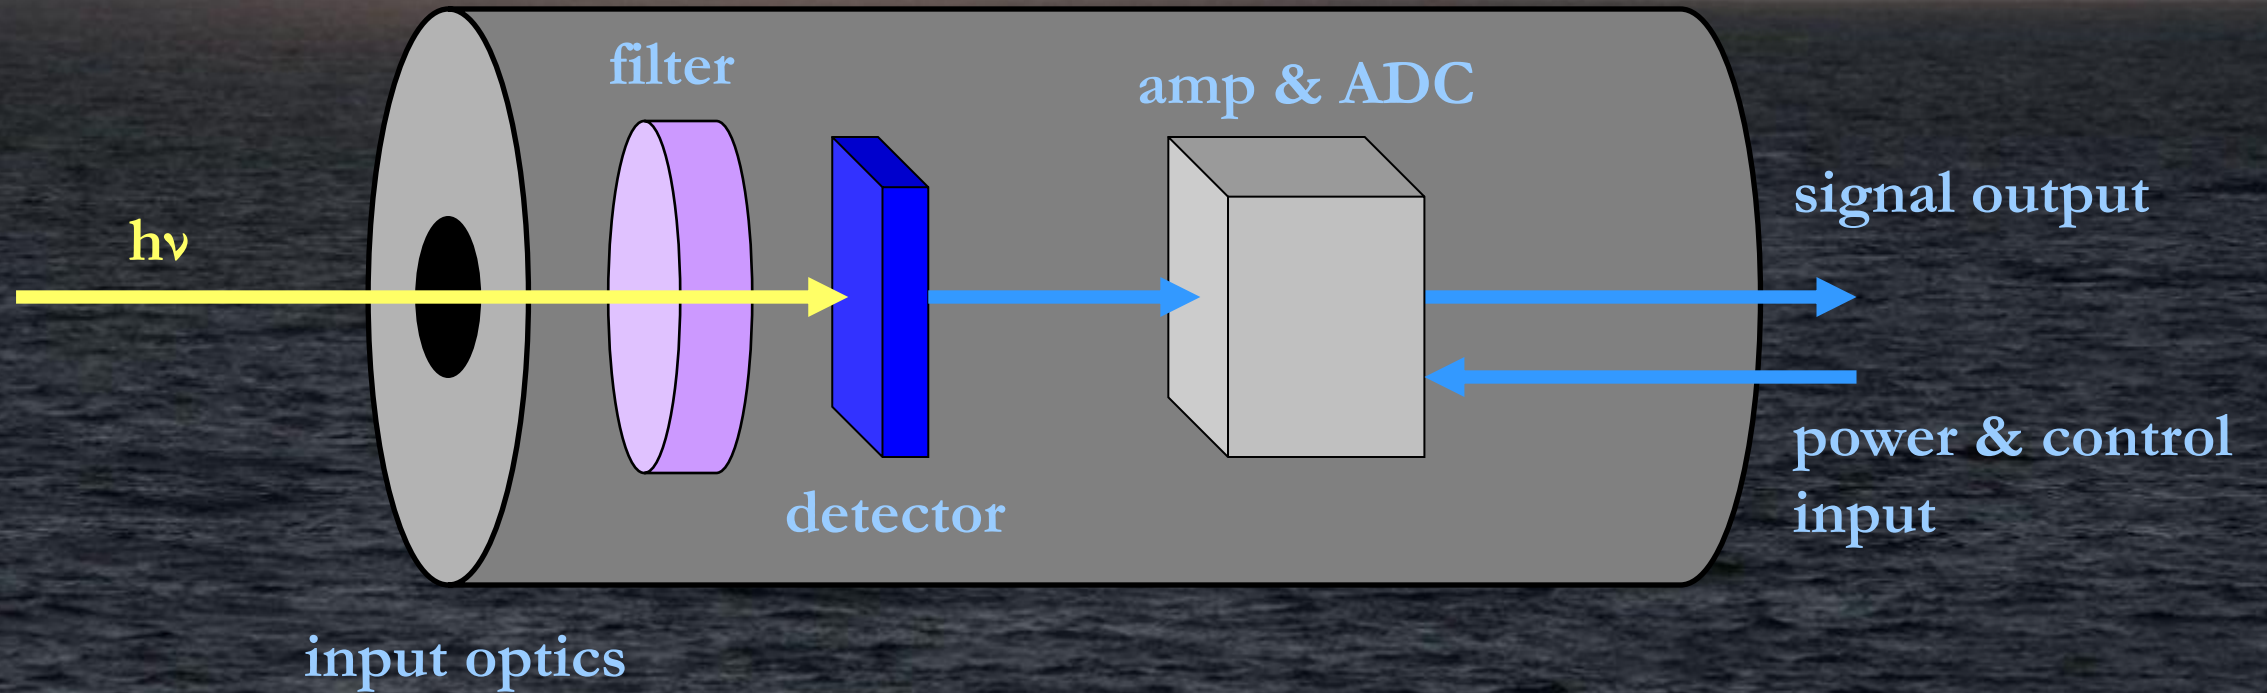 filter
amp & ADC
signal output
hν
power & control
input
detector
input optics